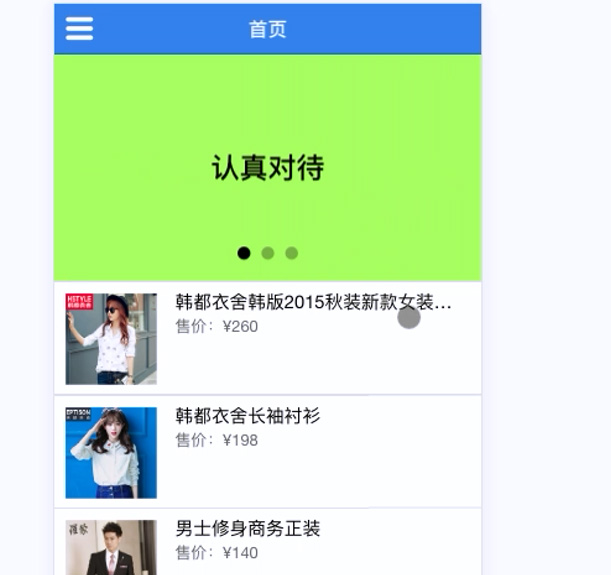 首页
认真对待
HSTYLE
韩都衣舍
韩都衣舍韩版2015秋装新款女装...
售价：¥260
韩都衣舍长袖衬衫
售价：¥198
男士修身商务正装
售价：¥140